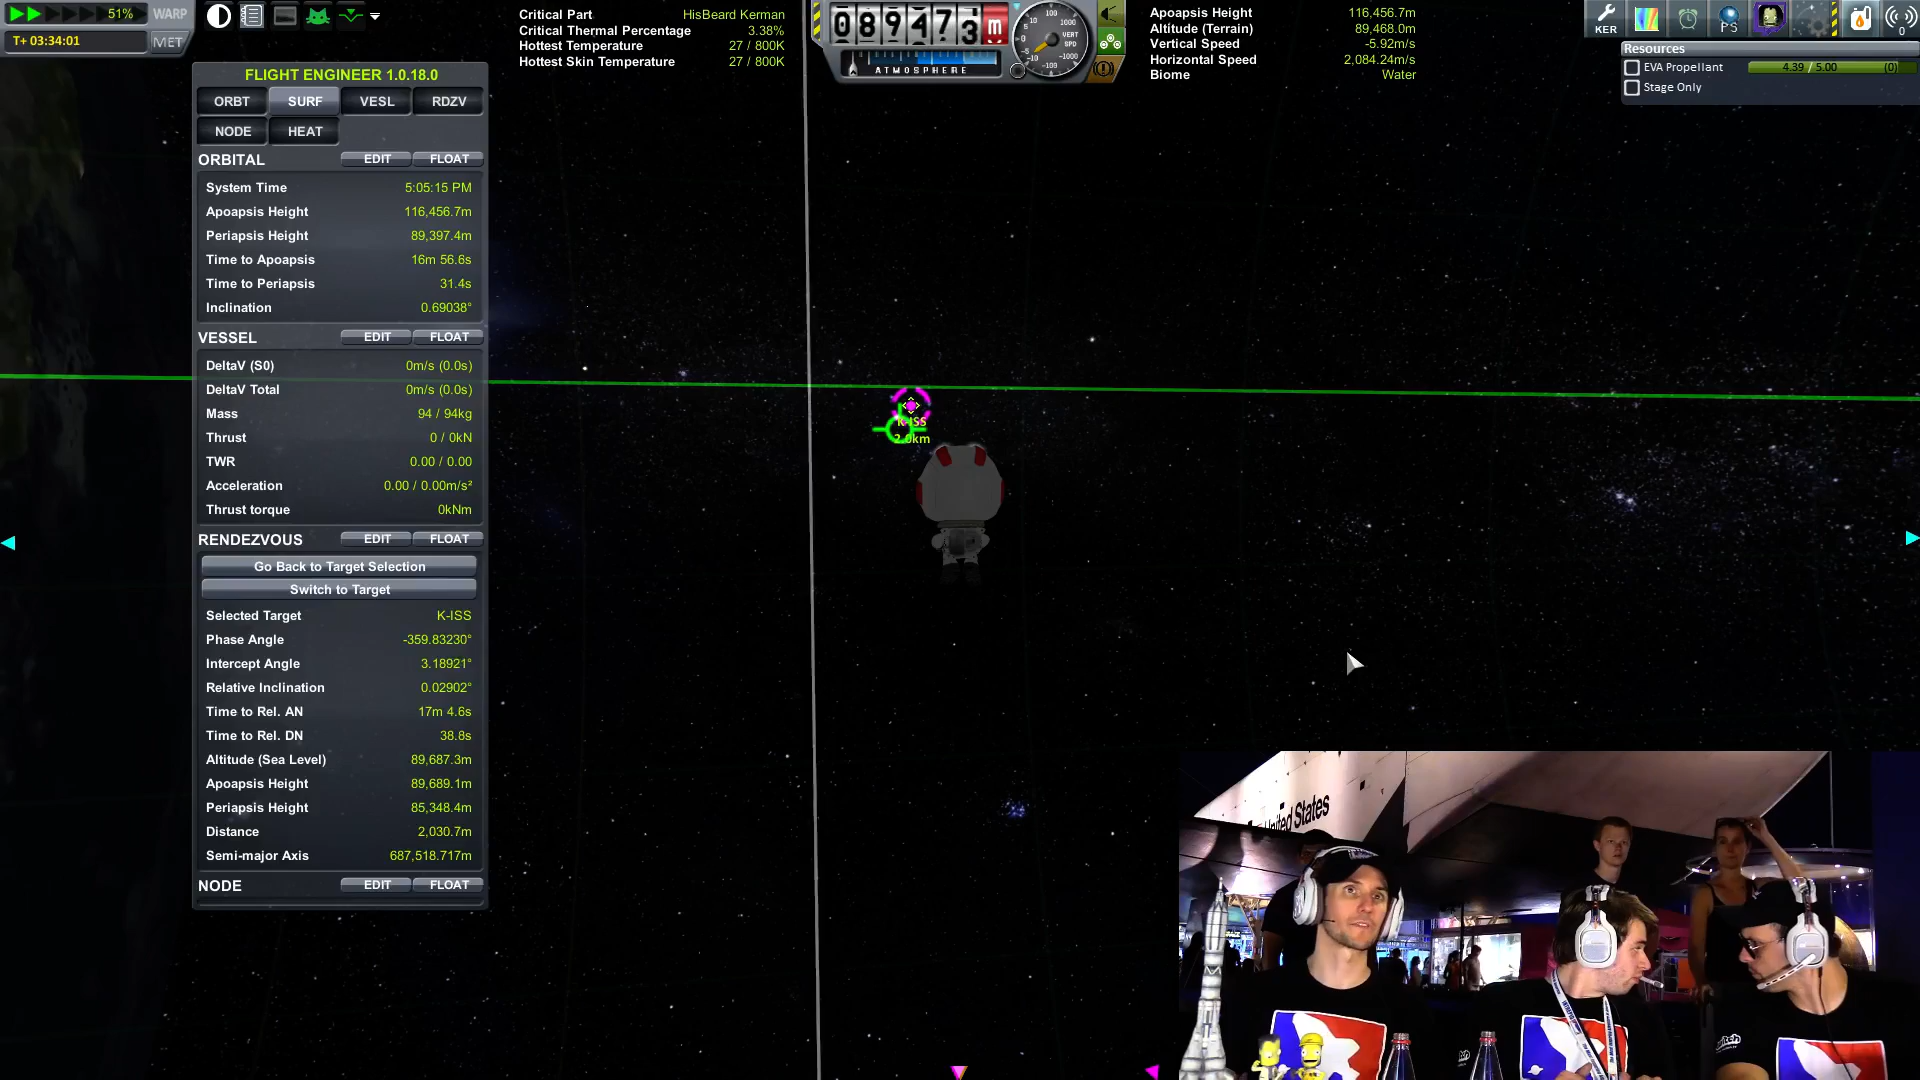 51% WARP
T+ 03:34:01 MET
Critical Part HisBeard Kerman
Critical Thermal Percentage 3.38%
Hottest Temperature 27 / 800K
Hottest Skin Temperature 27 / 800K
089473 m
ATMOSPHERE
VERT SPD
Apoapsis Height 116,456.7m
Altitude (Terrain) 89,468.0m
Vertical Speed -5.92m/s
Horizontal Speed 2,084.24m/s
Biome Water
KER PS 0
Resources
EVA Propellant 4.39 / 5.00 (0)
Stage Only
FLIGHT ENGINEER 1.0.18.0
ORBT SURF VESL RDZV
NODE HEAT
ORBITAL EDIT FLOAT
System Time 5:05:15 PM
Apoapsis Height 116,456.7m
Periapsis Height 89,397.4m
Time to Apoapsis 16m 56.6s
Time to Periapsis 31.4s
Inclination 0.69038°
VESSEL EDIT FLOAT
DeltaV (S0) 0m/s (0.0s)
DeltaV Total 0m/s (0.0s)
Mass 94 / 94kg
Thrust 0 / 0kN
TWR 0.00 / 0.00
Acceleration 0.00 / 0.00m/s²
Thrust torque 0kNm
RENDEZVOUS EDIT FLOAT
Go Back to Target Selection
Switch to Target
Selected Target K-ISS
Phase Angle -359.83230°
Intercept Angle 3.18921°
Relative Inclination 0.02902°
Time to Rel. AN 17m 4.6s
Time to Rel. DN 38.8s
Altitude (Sea Level) 89,687.3m
Apoapsis Height 89,689.1m
Periapsis Height 85,348.4m
Distance 2,030.7m
Semi-major Axis 687,518.717m
NODE EDIT FLOAT
K-ISS
2.0km
United States